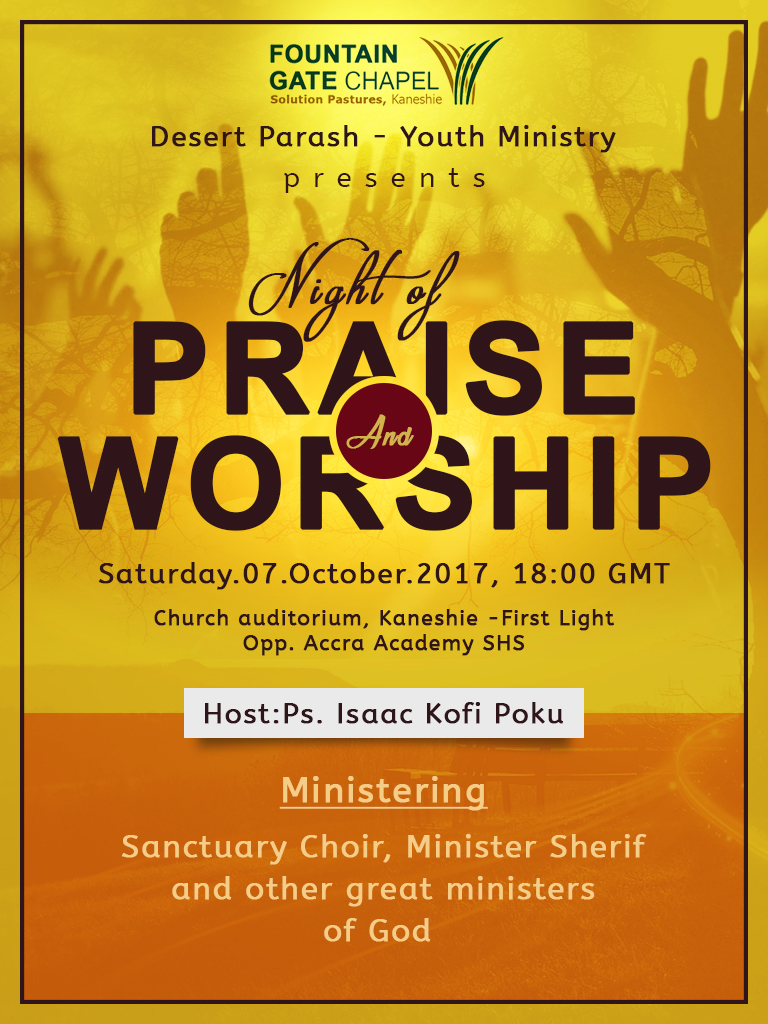 FOUNTAIN
GATE CHAPEL
Solution Pastures, Kaneshie
Desert Parash - Youth Ministry
presents
Night of
PRAISE
And
WORSHIP
Saturday.07.October.2017, 18:00 GMT
Church auditorium, Kaneshie -First Light
Opp. Accra Academy SHS
Host:Ps. Isaac Kofi Poku
Ministering
Sanctuary Choir, Minister Sherif
and other great ministers
of God